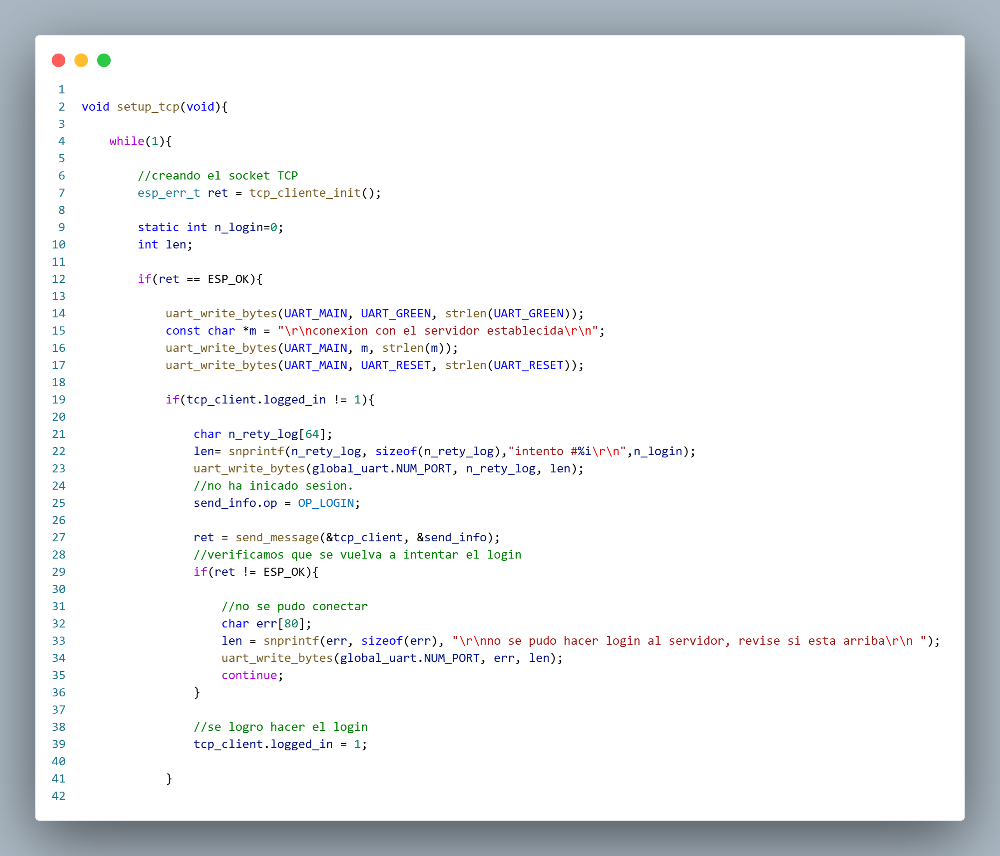 1
2 void setup_tcp(void){
3
4     while(1){
5
6         //creando el socket TCP
7         esp_err_t ret = tcp_cliente_init();
8
9         static int n_login=0;
10         int len;
11
12         if(ret == ESP_OK){
13
14             uart_write_bytes(UART_MAIN, UART_GREEN, strlen(UART_GREEN));
15             const char *m = "\r\nconexion con el servidor establecida\r\n";
16             uart_write_bytes(UART_MAIN, m, strlen(m));
17             uart_write_bytes(UART_MAIN, UART_RESET, strlen(UART_RESET));
18
19             if(tcp_client.logged_in != 1){
20
21                 char n_rety_log[64];
22                 len= snprintf(n_rety_log, sizeof(n_rety_log),"intento #%i\r\n",n_login);
23                 uart_write_bytes(global_uart.NUM_PORT, n_rety_log, len);
24                 //no ha inicado sesion.
25                 send_info.op = OP_LOGIN;
26
27                 ret = send_message(&tcp_client, &send_info);
28                 //verificamos que se vuelva a intentar el login
29                 if(ret != ESP_OK){
30
31                     //no se pudo conectar
32                     char err[80];
33                     len = snprintf(err, sizeof(err), "\r\nno se pudo hacer login al servidor, revise si esta arriba\r\n ");
34                     uart_write_bytes(global_uart.NUM_PORT, err, len);
35                     continue;
36                 }
37
38                 //se logro hacer el login
39                 tcp_client.logged_in = 1;
40
41             }
42